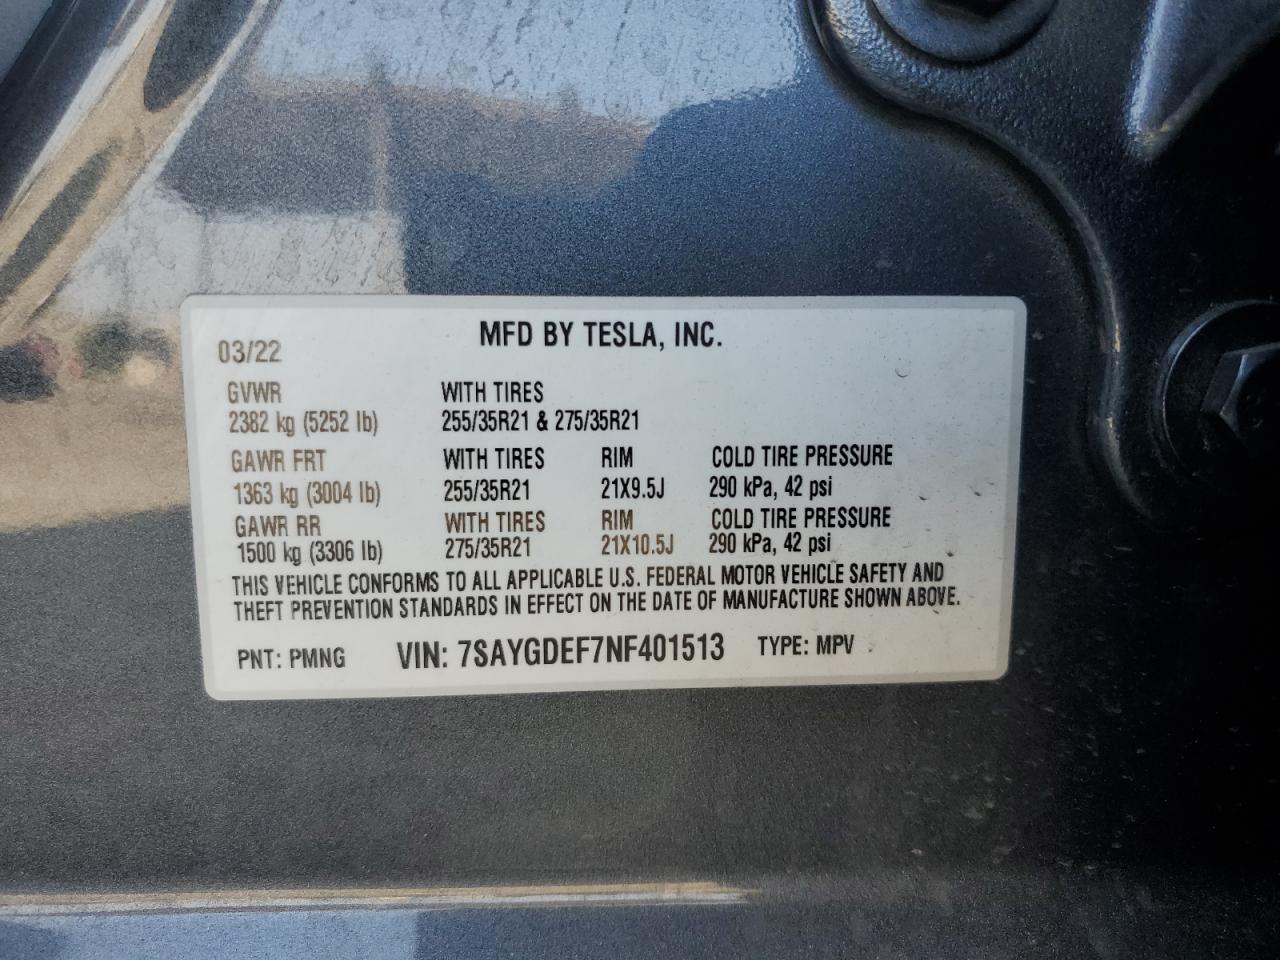 MFD BY TESLA, INC.
03/22
GVWR WITH TIRES
2382 kg (5252 lb) 255/35R21 & 275/35R21
GAWR FRT WITH TIRES RIM COLD TIRE PRESSURE
1363 kg (3004 lb) 255/35R21 21X9.5J 290 kPa, 42 psi
GAWR RR WITH TIRES RIM COLD TIRE PRESSURE
1500 kg (3306 lb) 275/35R21 21X10.5J 290 kPa, 42 psi
THIS VEHICLE CONFORMS TO ALL APPLICABLE U.S. FEDERAL MOTOR VEHICLE SAFETY AND
THEFT PREVENTION STANDARDS IN EFFECT ON THE DATE OF MANUFACTURE SHOWN ABOVE.
PNT: PMNG VIN: 7SAYGDEF7NF401513 TYPE: MPV